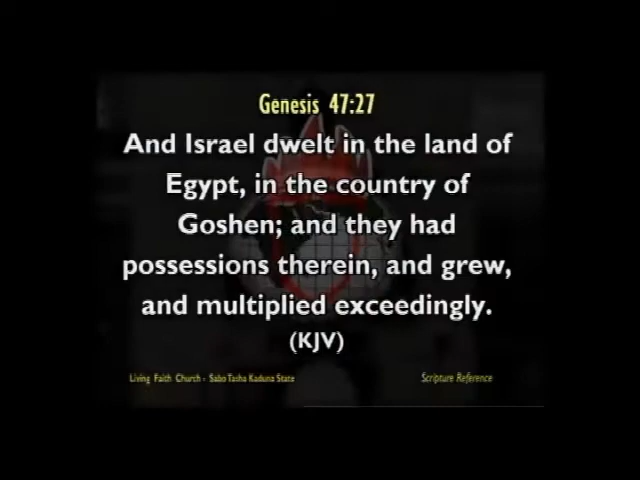 Genesis 47:27
And Israel dwelt in the land of
Egypt, in the country of
Goshen; and they had
possessions therein, and grew,
and multiplied exceedingly.
(KJV)
Living Faith Church - Sabo Tasha Kaduna State
Scripture Reference